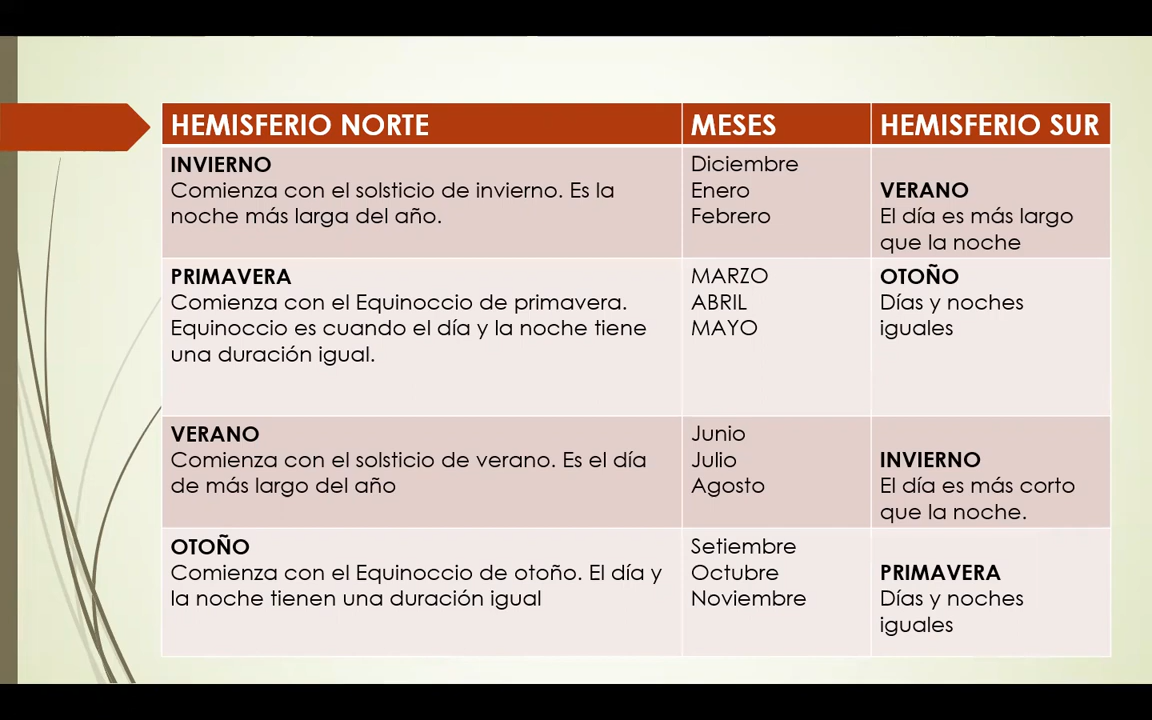 HEMISFERIO NORTE
MESES
HEMISFERIO SUR
INVIERNO
Comienza con el solsticio de invierno. Es la
noche más larga del año.
Diciembre
Enero
Febrero
VERANO
El día es más largo
que la noche
PRIMAVERA
Comienza con el Equinoccio de primavera.
Equinoccio es cuando el día y la noche tiene
una duración igual.
MARZO
ABRIL
MAYO
OTOÑO
Días y noches
iguales
VERANO
Comienza con el solsticio de verano. Es el día
de más largo del año
Junio
Julio
Agosto
INVIERNO
El día es más corto
que la noche.
OTOÑO
Comienza con el Equinoccio de otoño. El día y
la noche tienen una duración igual
Setiembre
Octubre
Noviembre
PRIMAVERA
Días y noches
iguales